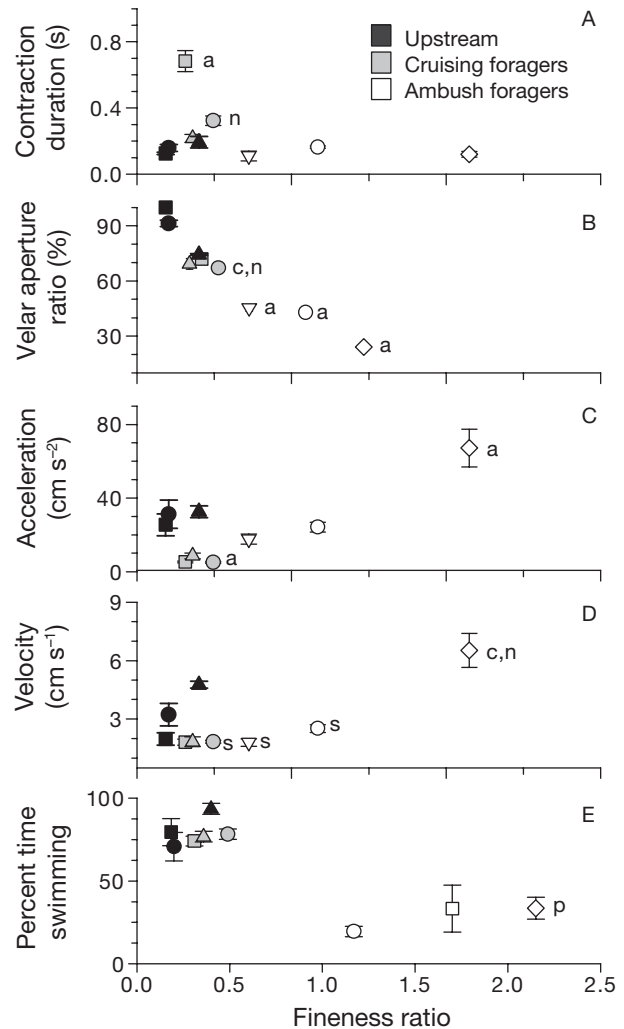 A
Upstream
Cruising foragers
Ambush foragers
Contraction
duration (s)
0.8
0.4
0.0
a
n
B
Velar aperture
ratio (%)
90
60
30
c,n
a
a
a
C
Acceleration
(cm s⁻²)
80
40
0
a
a
D
Velocity
(cm s⁻¹)
9
6
3
c,n
s
s
s
E
Percent time
swimming
100
50
0
p
0.0 0.5 1.0 1.5 2.0 2.5
Fineness ratio